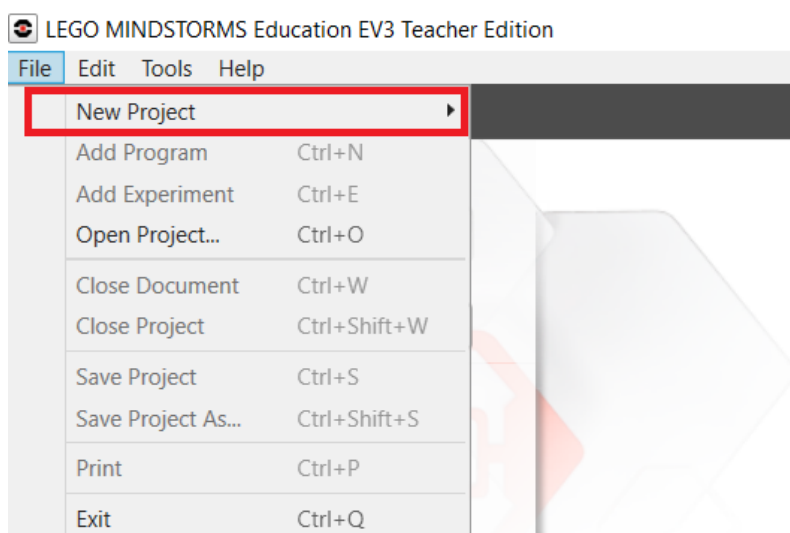 LEGO MINDSTORMS Education EV3 Teacher Edition
File Edit Tools Help
New Project
Add Program Ctrl+N
Add Experiment Ctrl+E
Open Project... Ctrl+O
Close Document Ctrl+W
Close Project Ctrl+Shift+W
Save Project Ctrl+S
Save Project As... Ctrl+Shift+S
Print Ctrl+P
Exit Ctrl+Q